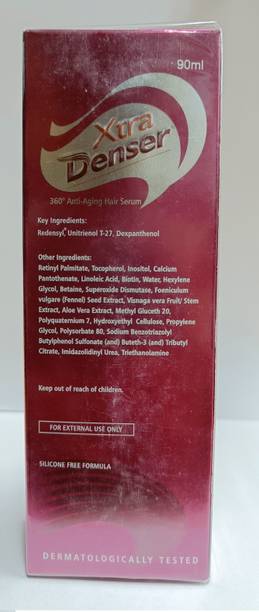 90ml
Xtra
Denser
360° Anti-Aging Hair Serum
Key Ingredients:
Redensyl, Unitrienol T-27, Dexpanthenol
Other Ingredients:
Retinyl Palmitate, Tocopherol, Inositol, Calcium
Pantothenate, Linoleic Acid, Biotin, Water, Hexylene
Glycol, Betaine, Superoxide Dismutase, Foeniculum
vulgare (Fennel) Seed Extract, Visnaga vera Fruit/ Stem
Extract, Aloe Vera Extract, Methyl Gluceth 20,
Polyquaternium 7, Hydroxyethyl Cellulose, Propylene
Glycol, Polysorbate 80, Sodium Benzotriazolyl
Butylphenol Sulfonate (and) Buteth-3 (and) Tributyl
Citrate, Imidazolidinyl Urea, Triethanolamine
Keep out of reach of children.
FOR EXTERNAL USE ONLY
SILICONE FREE FORMULA
DERMATOLOGICALLY TESTED